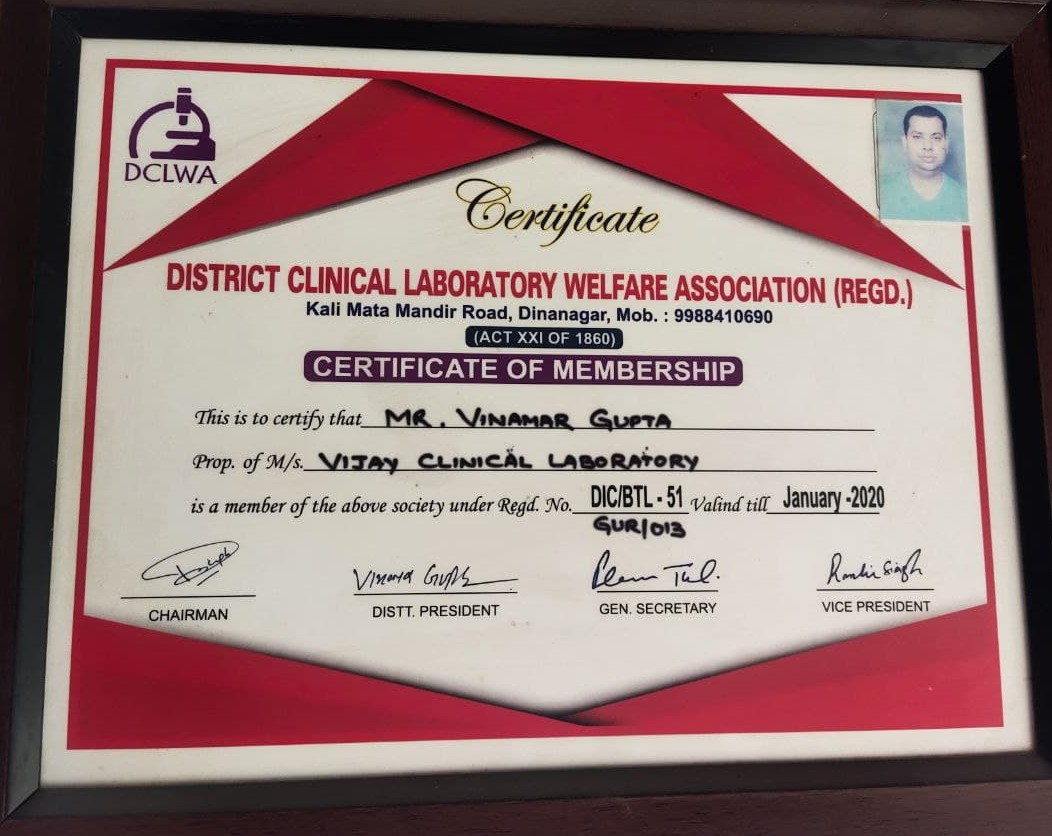 DCLWA
Certificate
DISTRICT CLINICAL LABORATORY WELFARE ASSOCIATION (REGD.)
Kali Mata Mandir Road, Dinanagar, Mob. : 9988410690
(ACT XXI OF 1860)
CERTIFICATE OF MEMBERSHIP
This is to certify that MR. VINAMAR GUPTA
Prop. of M/s. VIJAY CLINICAL LABORATORY
is a member of the above society under Regd. No. DIC/BTL - 51 Valind till January -2020
GUR/013
CHAIRMAN DISTT. PRESIDENT GEN. SECRETARY VICE PRESIDENT